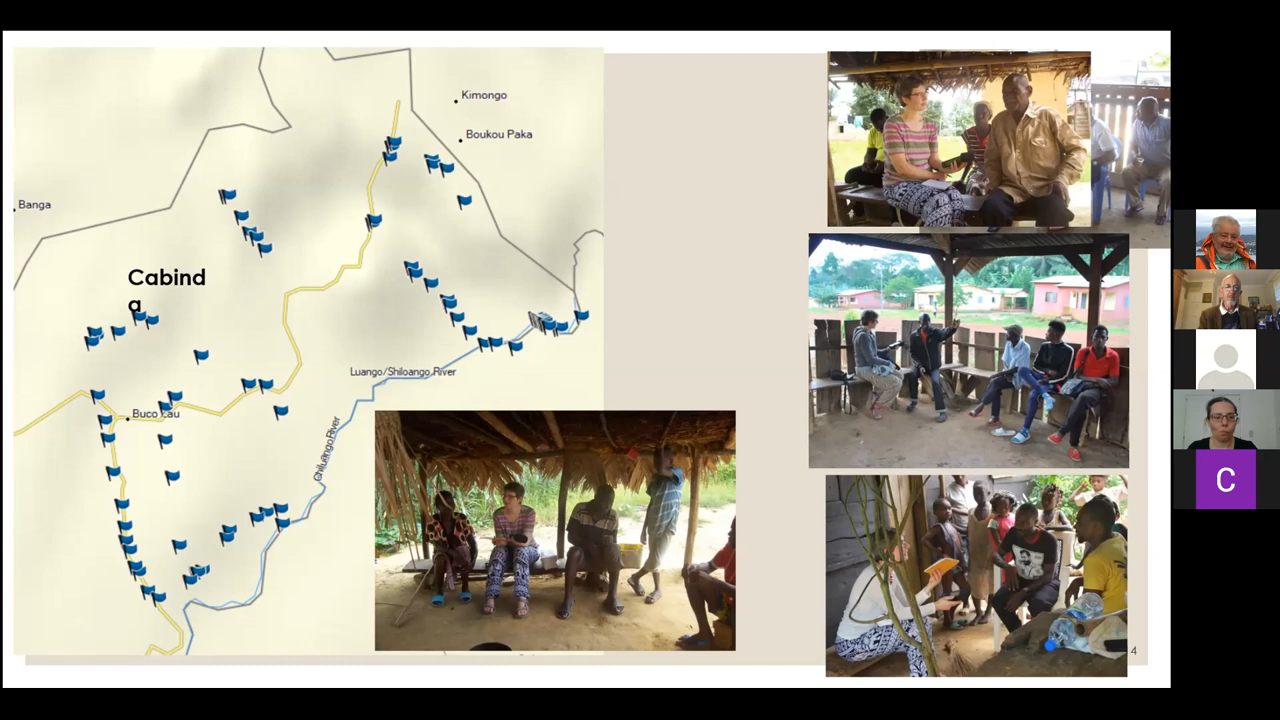 Kimongo
Boukou Paka
Banga
Cabind
a
Luango/Shiloango River
Buco Zau
Chiluango River
4
C